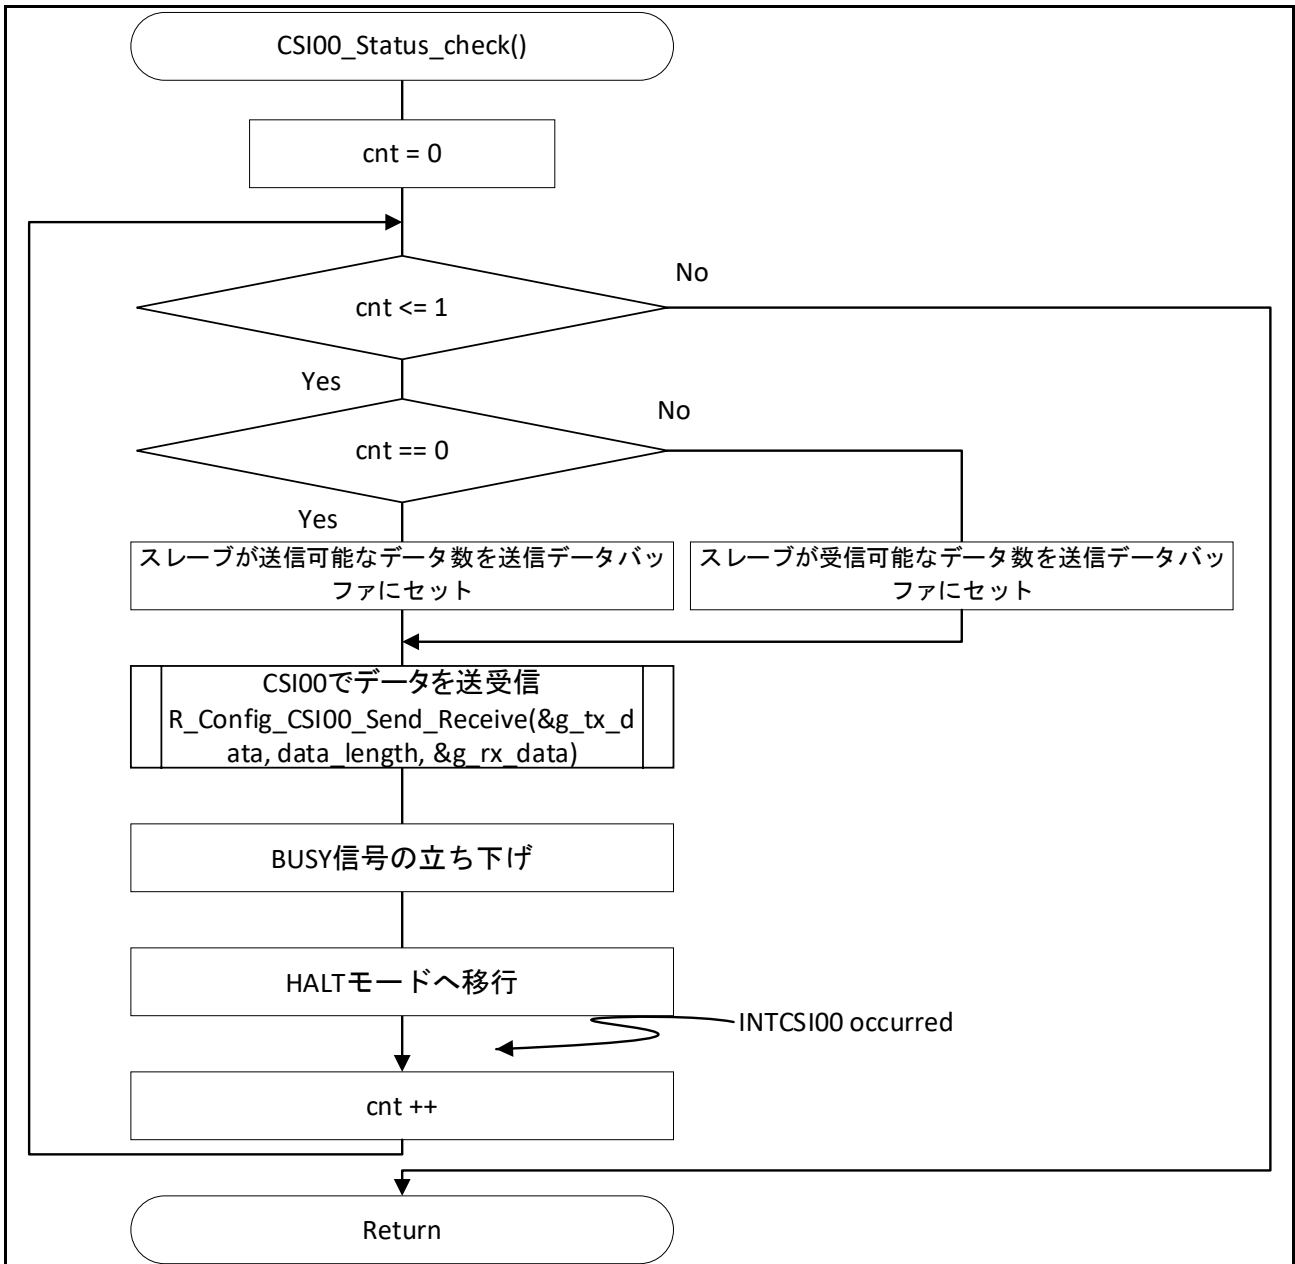 CSI00_Status_check()
cnt = 0
No
cnt <= 1
Yes
No
cnt == 0
Yes
スレーブが送信可能なデータ数を送信データバッ
ファにセット
スレーブが受信可能なデータ数を送信データバッ
ファにセット
CSI00でデータを送受信
R_Config_CSI00_Send_Receive(&g_tx_d
ata, data_length, &g_rx_data)
BUSY信号の立ち下げ
HALTモードへ移行
INTCSI00 occurred
cnt ++
Return